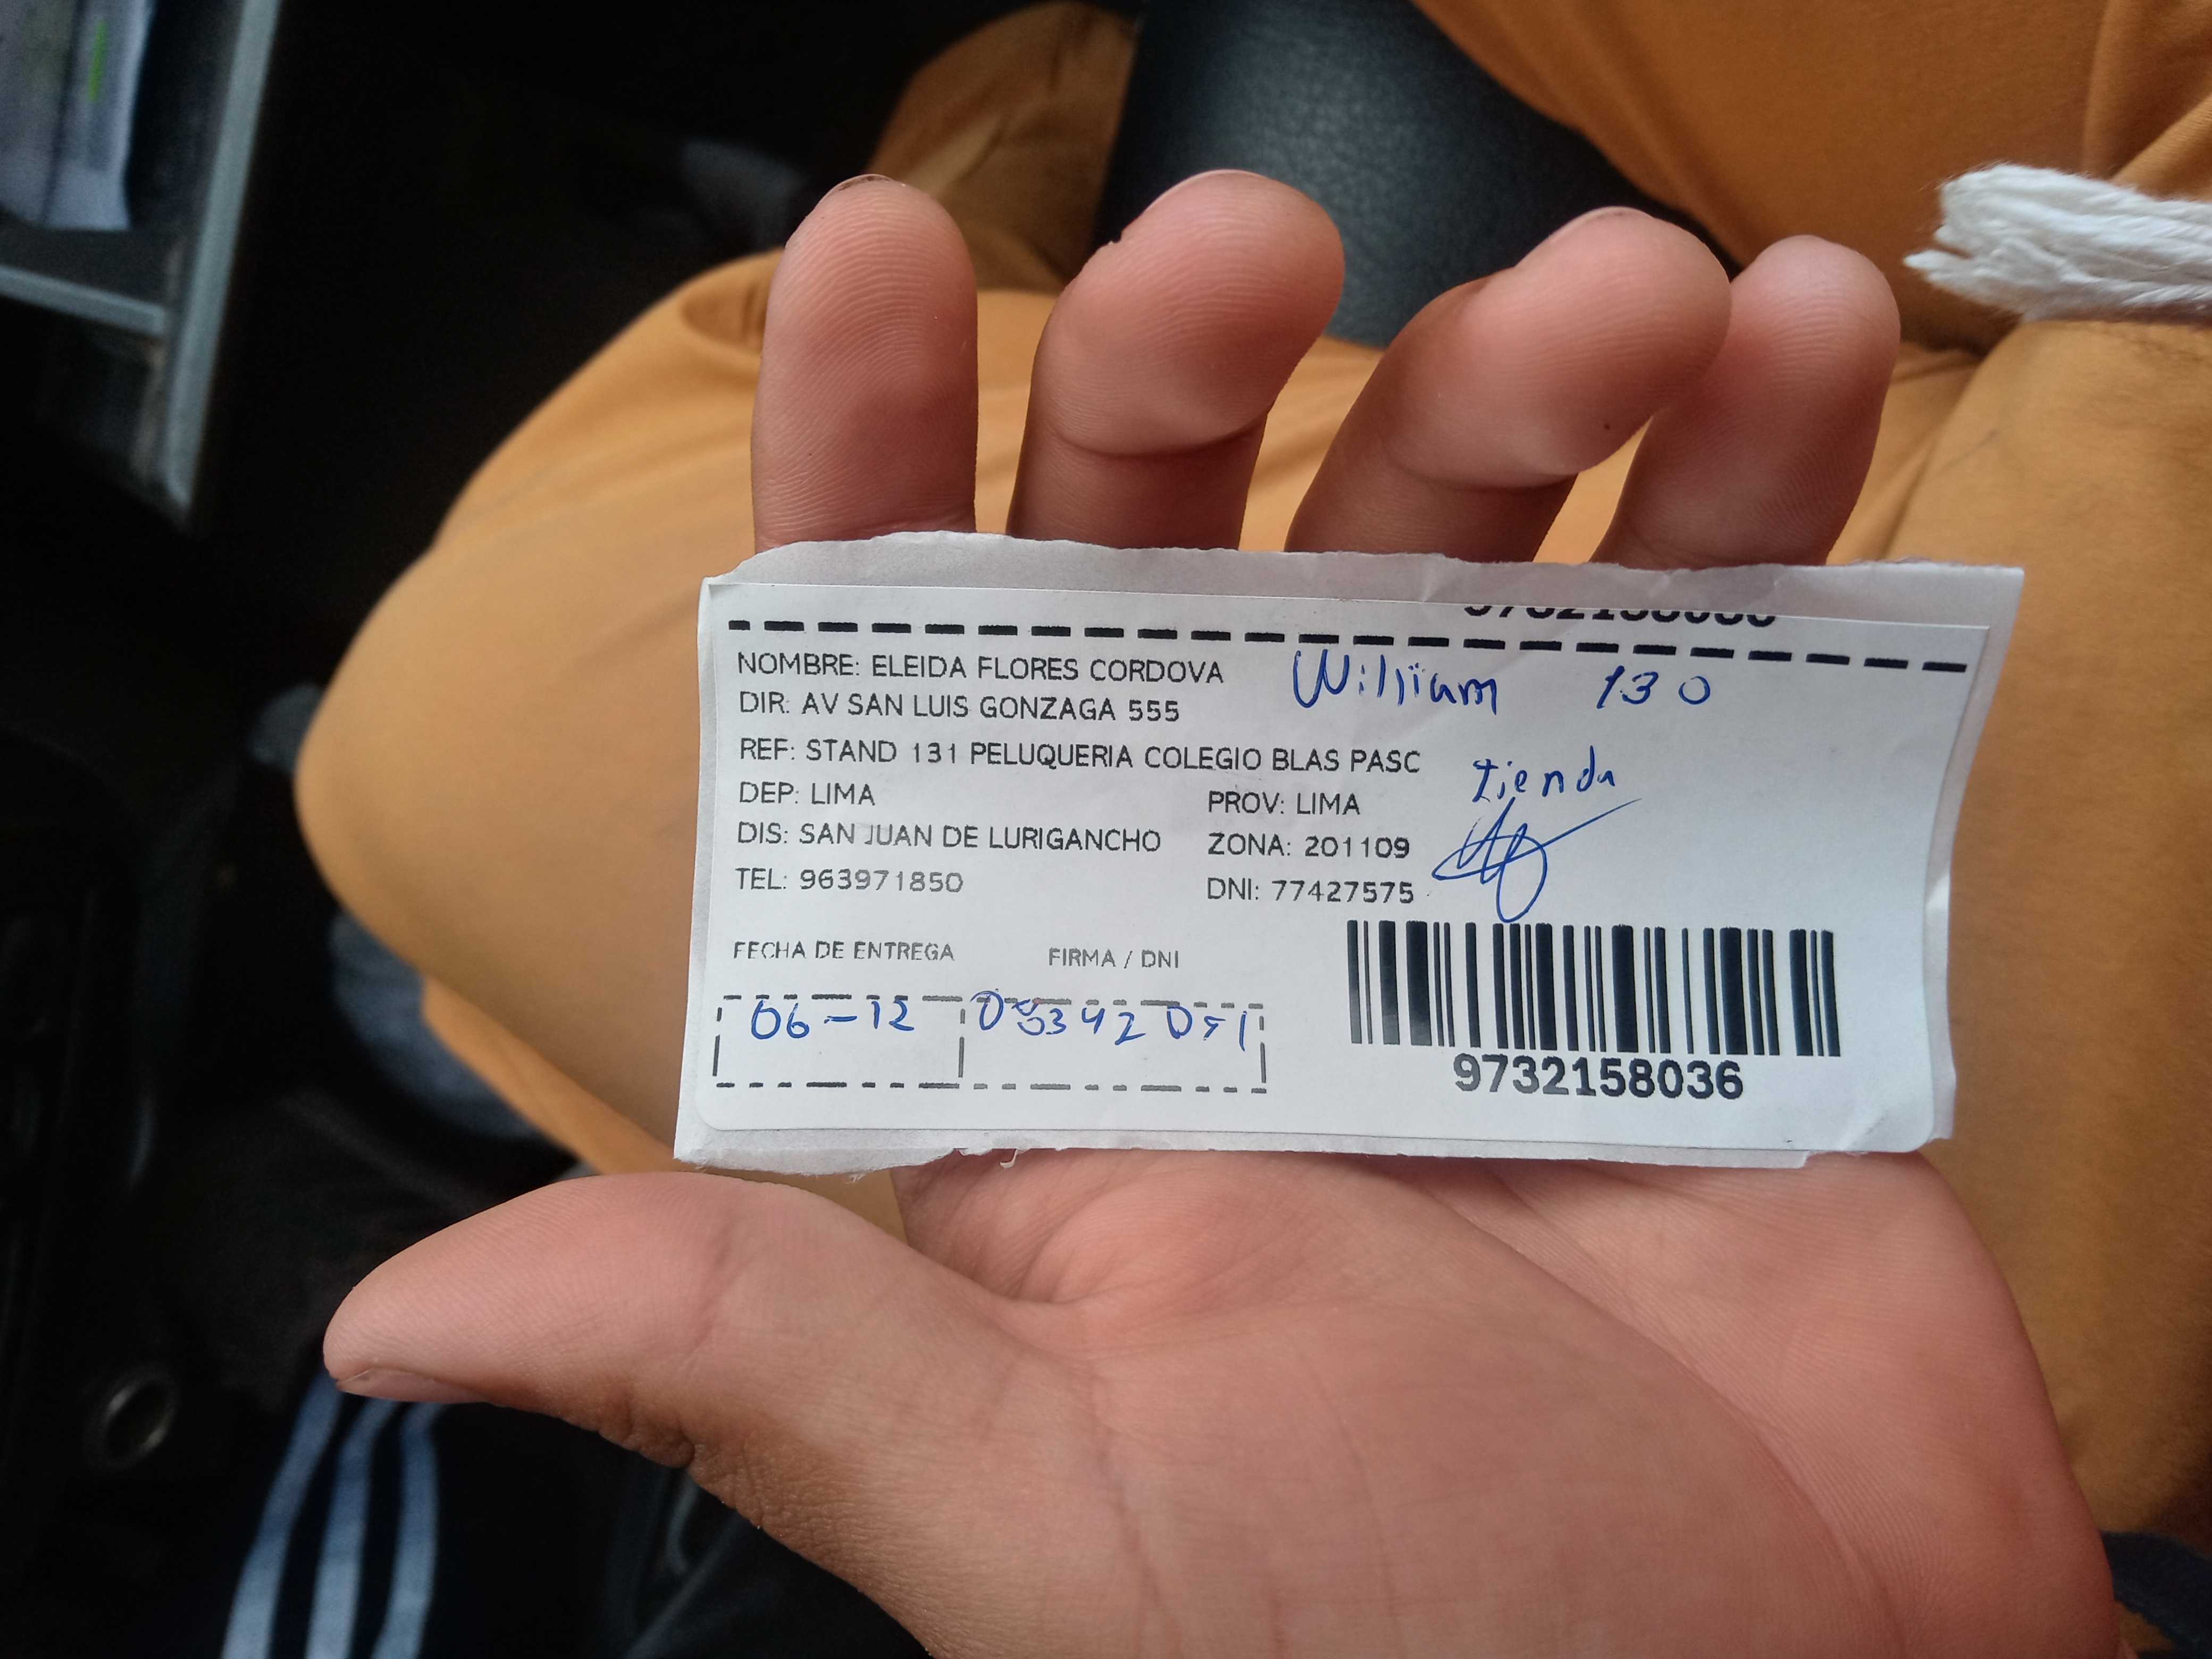 NOMBRE: ELEIDA FLORES CORDOVA
William 130
DIR: AV SAN LUIS GONZAGA 555
REF: STAND 131 PELUQUERIA COLEGIO BLAS PASC
tienda
DEP: LIMA PROV: LIMA
DIS: SAN JUAN DE LURIGANCHO ZONA: 201109
TEL: 963971850 DNI: 77427575
FECHA DE ENTREGA FIRMA / DNI
06-12
9732158036